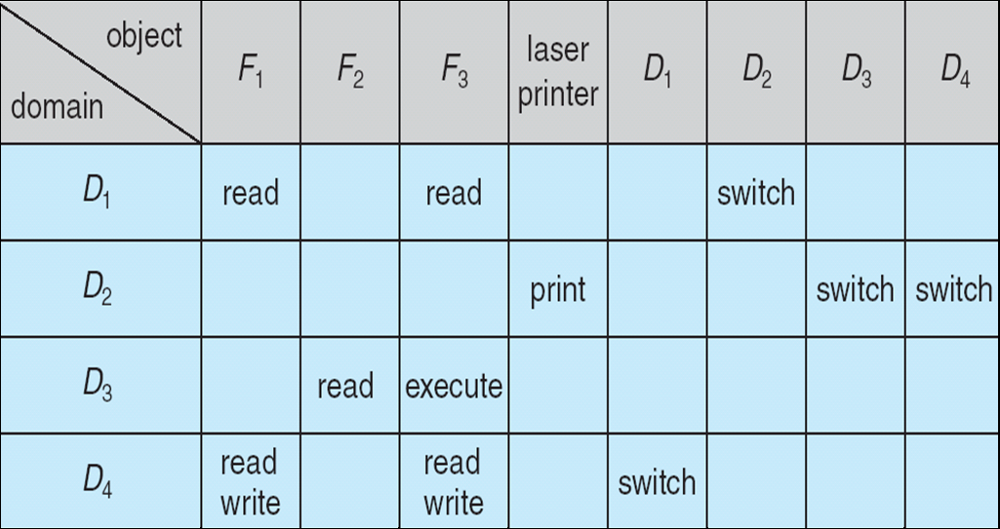 object
domain
F₁ F₂ F₃ laser printer D₁ D₂ D₃ D₄
D₁ read read switch
D₂ print switch switch
D₃ read execute
D₄ read write read write switch